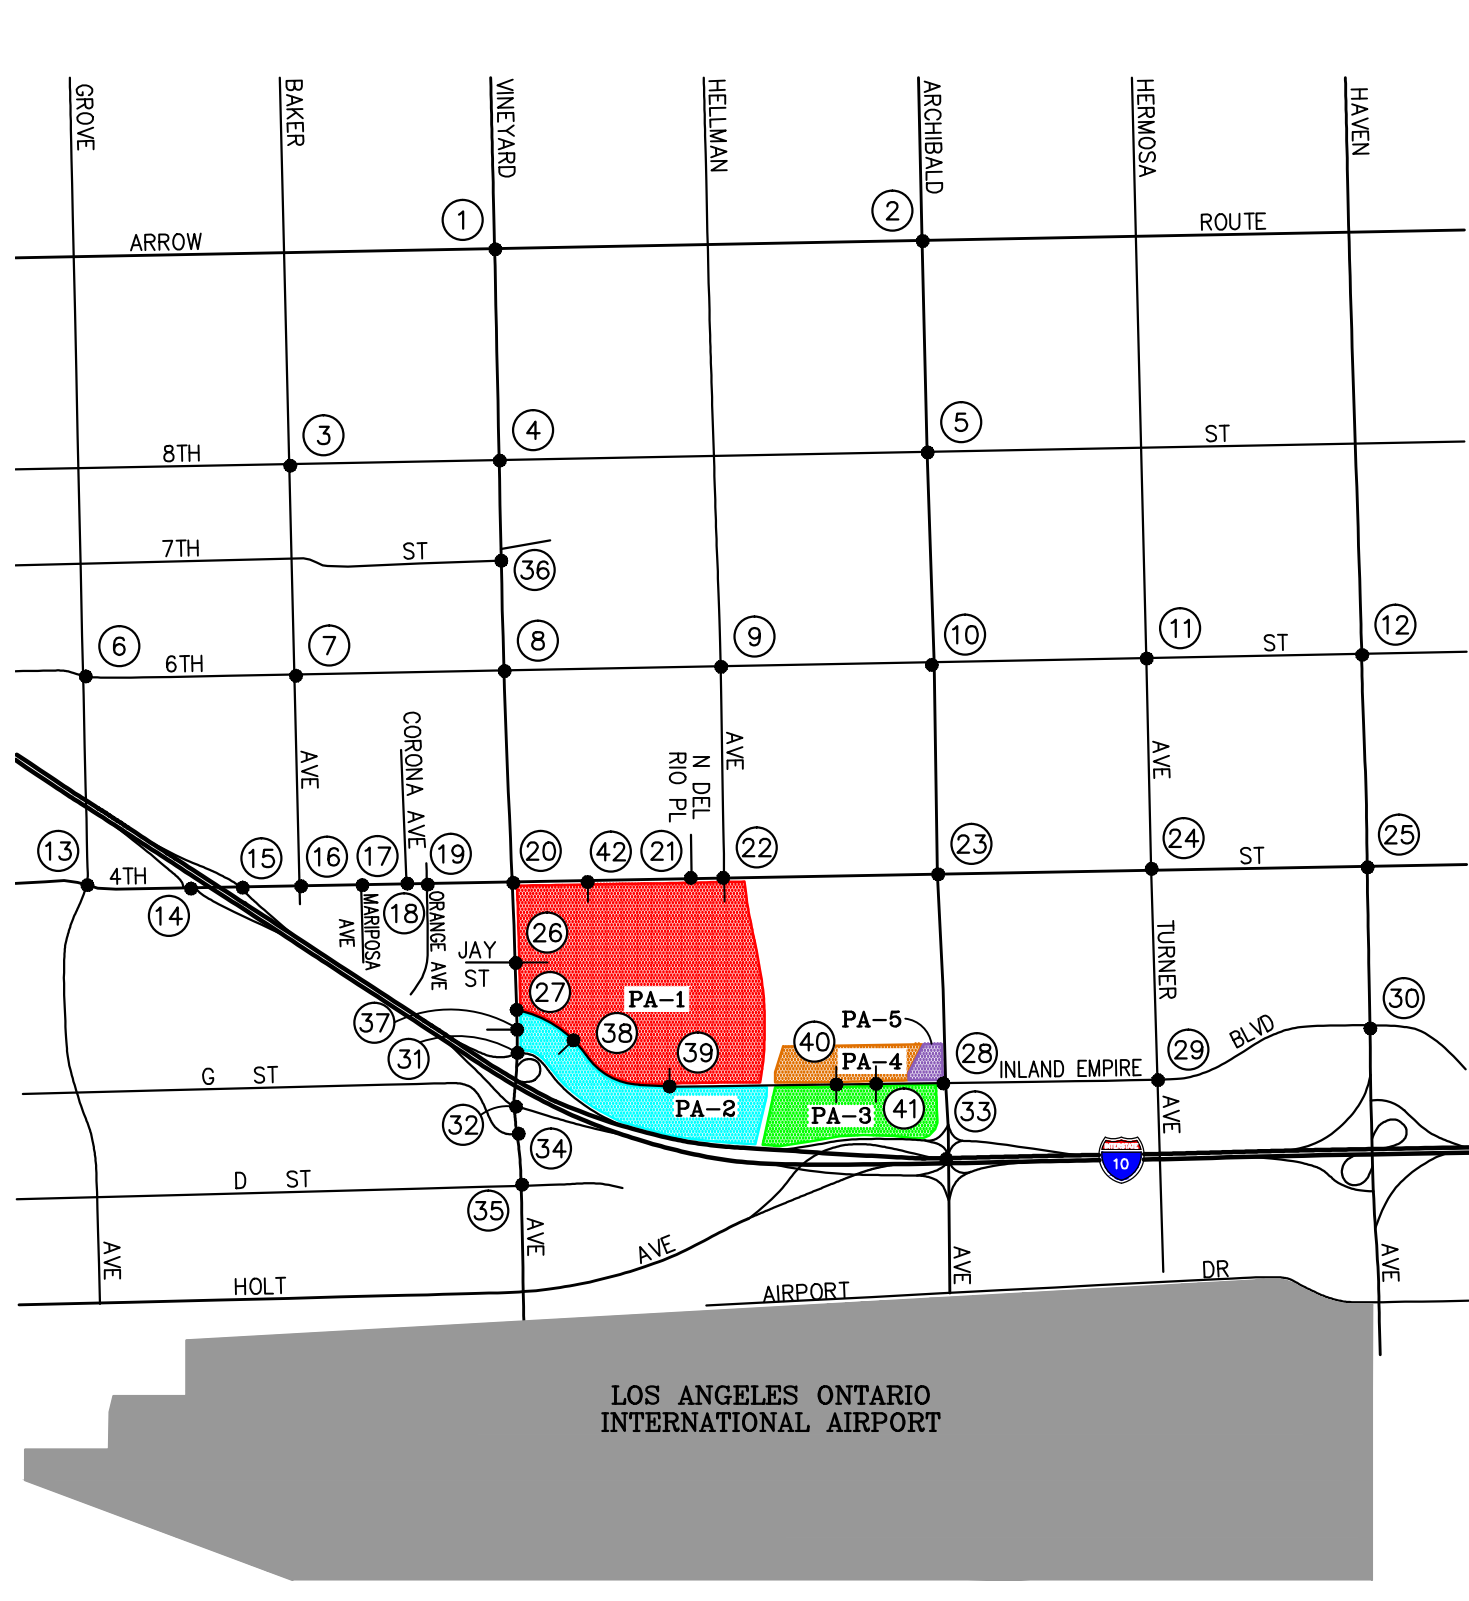 GROVE
BAKER
VINEYARD
HELLMAN
ARCHIBALD
HERMOSA
HAVEN
1
2
ARROW
ROUTE
3
4
5
8TH
ST
7TH
ST
36
6
7
8
9
10
11
12
6TH
ST
CORONA AVE
AVE
N DEL
RIO PL
AVE
AVE
13
15
16
17
19
20
42
21
22
23
24
25
4TH
ST
14
18
MARIPOSA
AVE
ORANGE AVE
26
JAY
ST
27
TURNER
PA-1
30
37
38
40
PA-5
31
39
PA-4
28
INLAND EMPIRE
29
BLVD
G ST
PA-2
PA-3
41
33
AVE
32
34
INTERSTATE
10
D ST
35
AVE
AVE
AVE
AVE
AVE
HOLT
AIRPORT
DR
LOS ANGELES ONTARIO
INTERNATIONAL AIRPORT